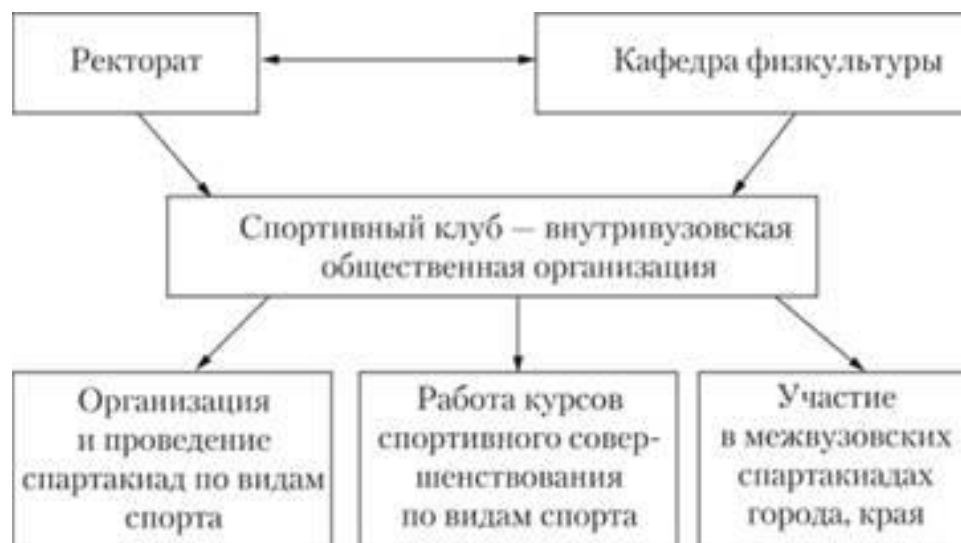 Ректорат
Кафедра физкультуры
Спортивный клуб — внутривузовская
общественная организация
Организация
и проведение
спартакиад по видам
спорта
Работа курсов
спортивного совер-
шенствования
по видам спорта
Участие
в межвузовских
спартакиадах
города, края